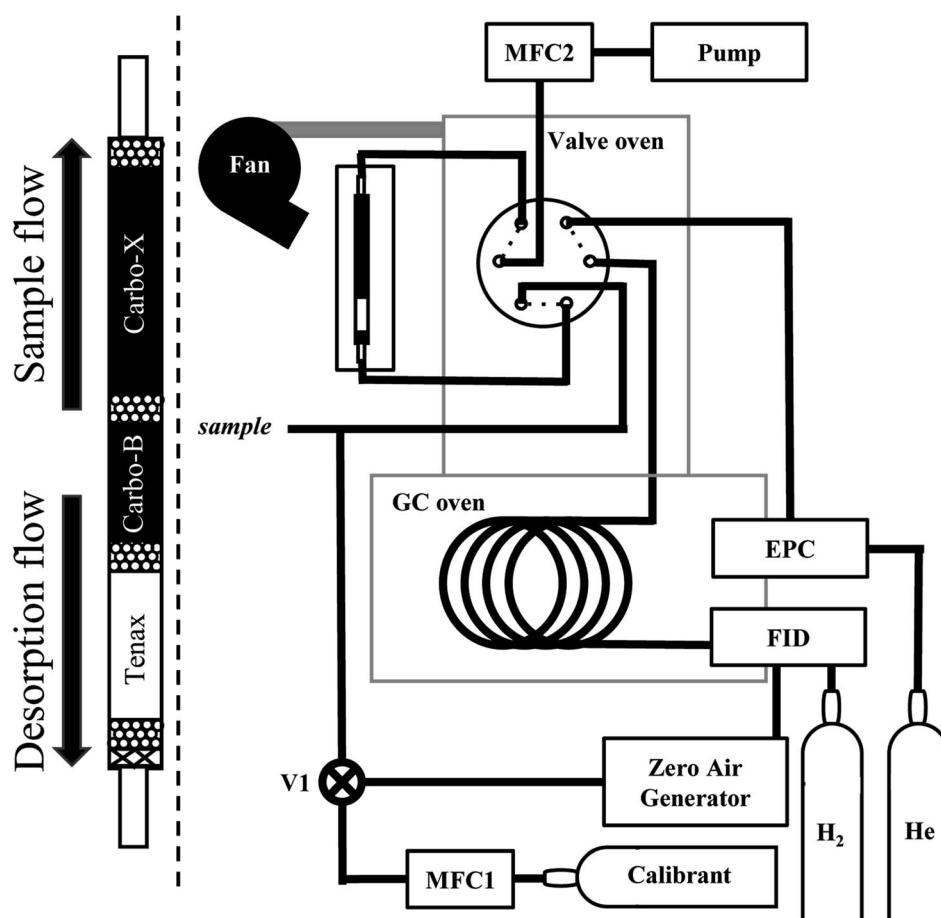 Sample flow
Desorption flow
Carbo-X
Carbo-B
Tenax
MFC2
Pump
Valve oven
Fan
sample
GC oven
EPC
FID
V1
Zero Air
Generator
H2
He
MFC1
Calibrant